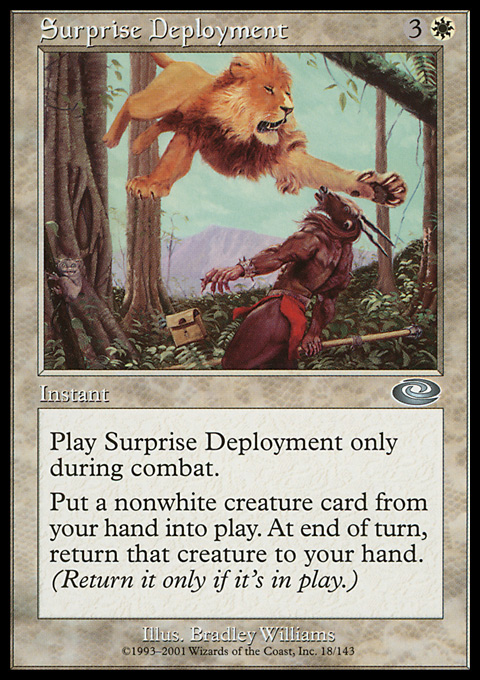 Surprise Deployment 3
Instant
Play Surprise Deployment only
during combat.
Put a nonwhite creature card from
your hand into play. At end of turn,
return that creature to your hand.
(Return it only if it's in play.)
Illus. Bradley Williams
©1993–2001 Wizards of the Coast, Inc. 18/143